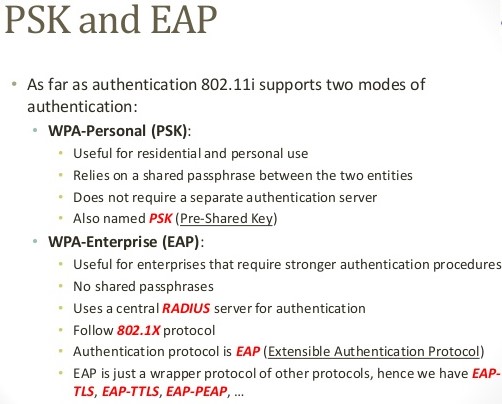 PSK and EAP
• As far as authentication 802.11i supports two modes of
authentication:
• WPA-Personal (PSK):
• Useful for residential and personal use
• Relies on a shared passphrase between the two entities
• Does not require a separate authentication server
• Also named PSK (Pre-Shared Key)
• WPA-Enterprise (EAP):
• Useful for enterprises that require stronger authentication procedures
• No shared passphrases
• Uses a central RADIUS server for authentication
• Follow 802.1X protocol
• Authentication protocol is EAP (Extensible Authentication Protocol)
• EAP is just a wrapper protocol of other protocols, hence we have EAP-
TLS, EAP-TTLS, EAP-PEAP, ...